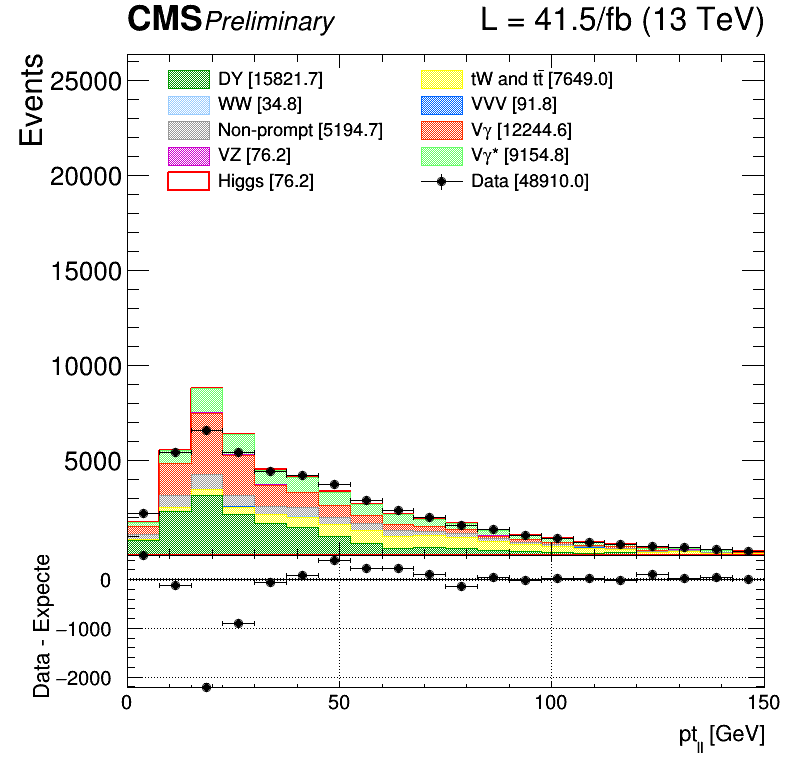 CMS Preliminary L = 41.5/fb (13 TeV)
Events
25000
20000
15000
10000
5000
DY [15821.7]
WW [34.8]
Non-prompt [5194.7]
VZ [76.2]
Higgs [76.2]
tW and tt̄ [7649.0]
VVV [91.8]
Vγ [12244.6]
Vγ* [9154.8]
Data [48910.0]
Data - Expecte
0
−1000
−2000
0 50 100 150
pt_ll [GeV]